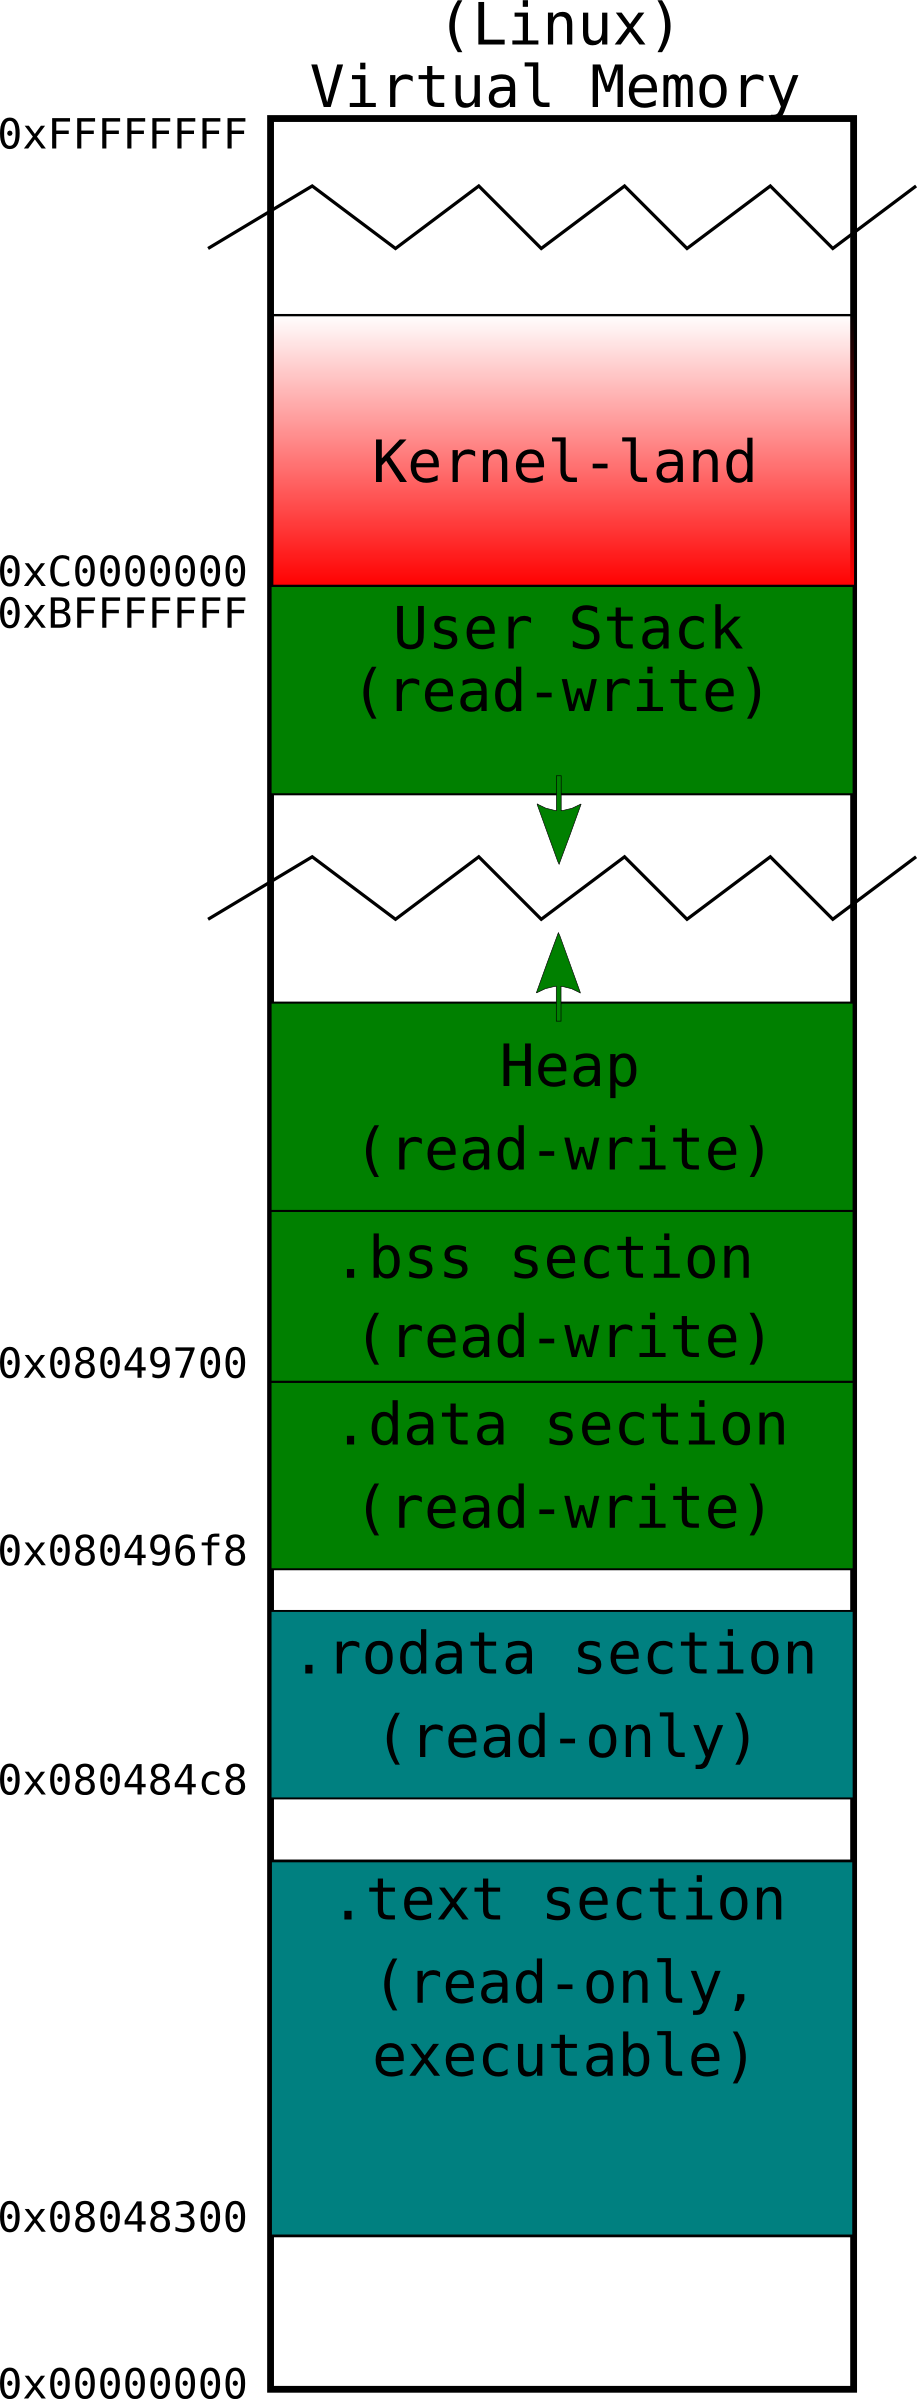 (Linux)
Virtual Memory
0xFFFFFFFF
Kernel-land
0xC0000000
0xBFFFFFFF
User Stack
(read-write)
Heap
(read-write)
.bss section
(read-write)
0x08049700
.data section
(read-write)
0x080496f8
.rodata section
(read-only)
0x080484c8
.text section
(read-only,
executable)
0x08048300
0x00000000